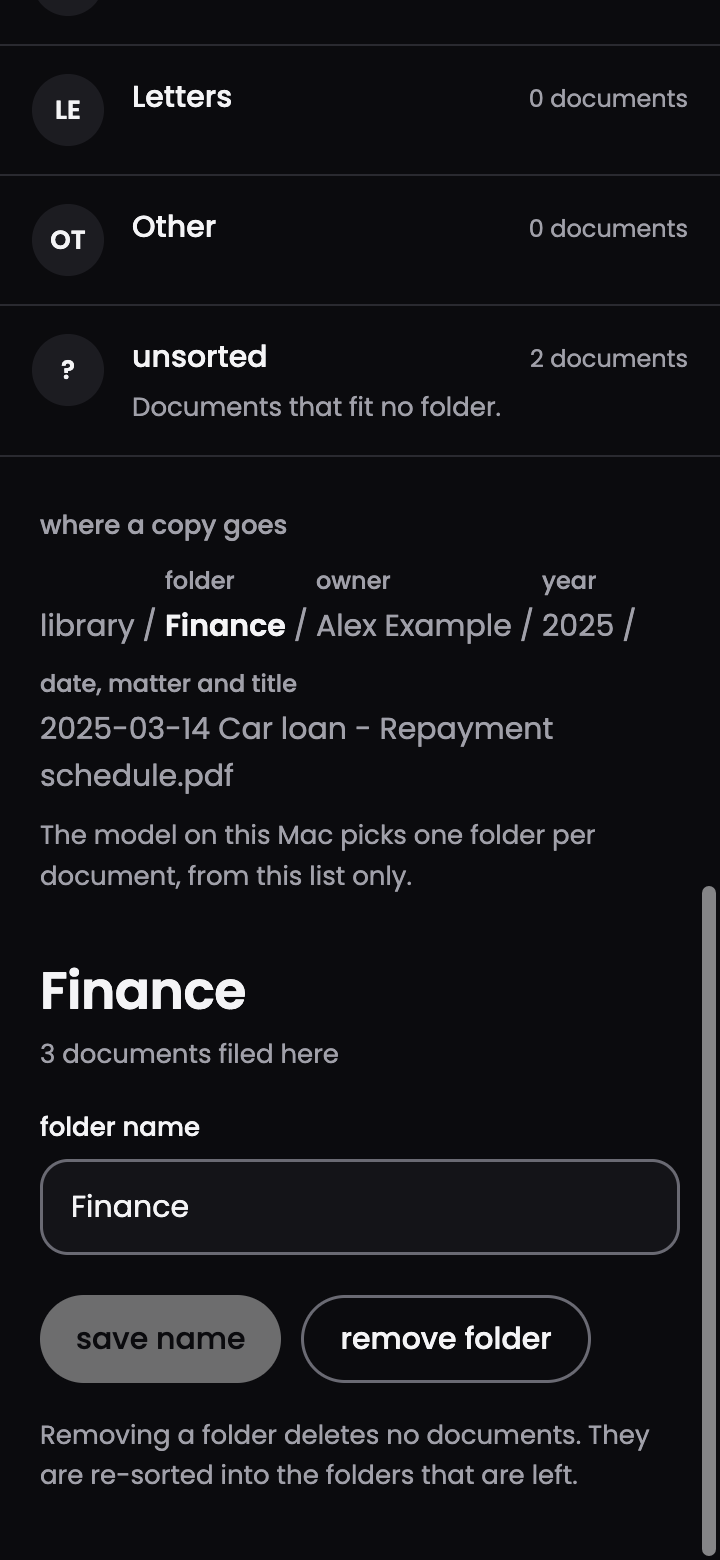 LE Letters 0 documents
OT Other 0 documents
? unsorted 2 documents
Documents that fit no folder.
where a copy goes
folder owner year
library / Finance / Alex Example / 2025 /
date, matter and title
2025-03-14 Car loan - Repayment
schedule.pdf
The model on this Mac picks one folder per
document, from this list only.
Finance
3 documents filed here
folder name
Finance
save name remove folder
Removing a folder deletes no documents. They
are re-sorted into the folders that are left.